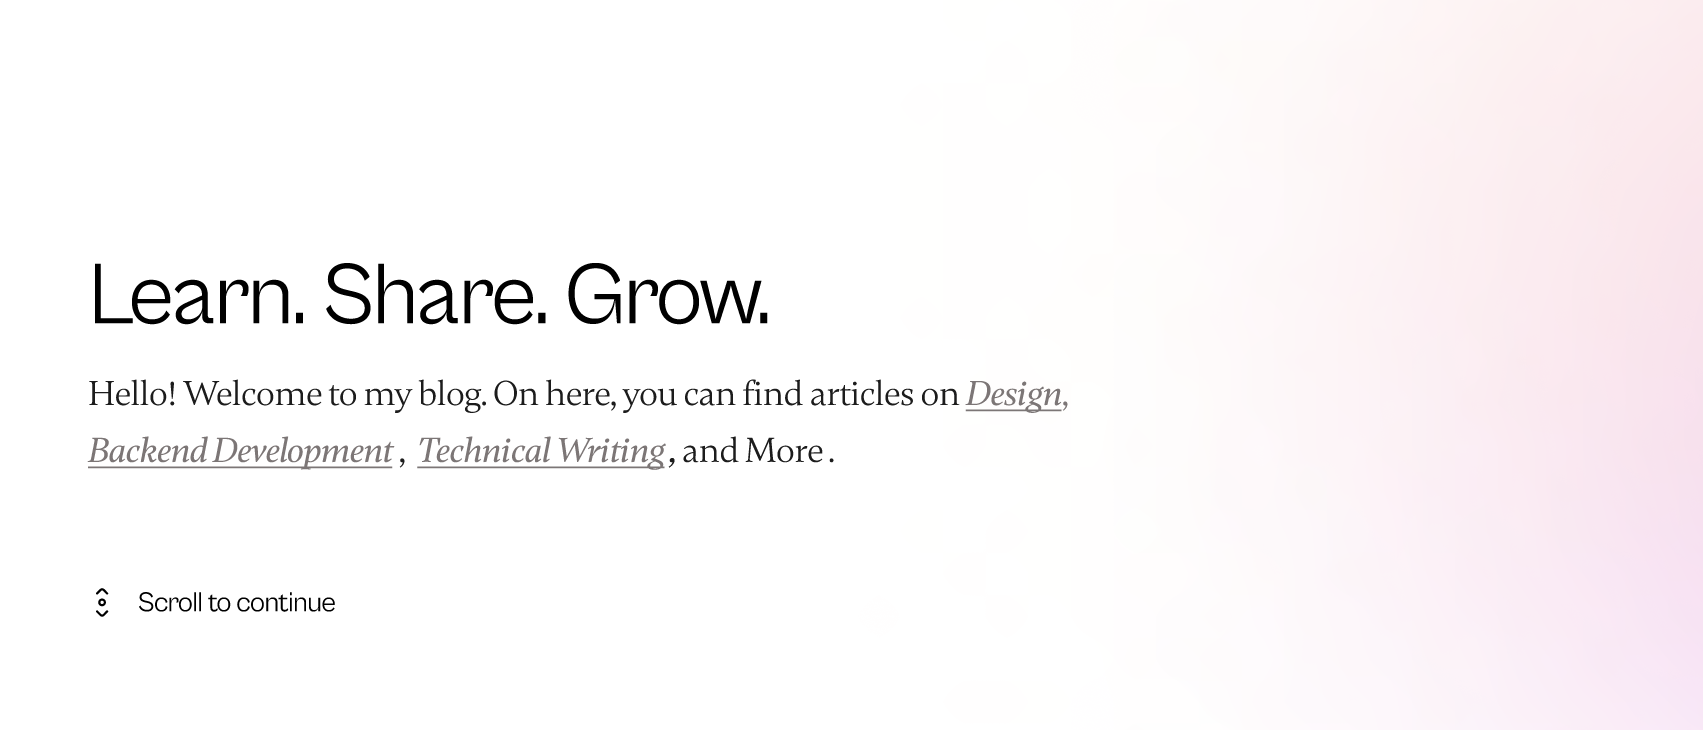 Learn. Share. Grow.
Hello! Welcome to my blog. On here, you can find articles on Design,
Backend Development , Technical Writing, and More .
Scroll to continue